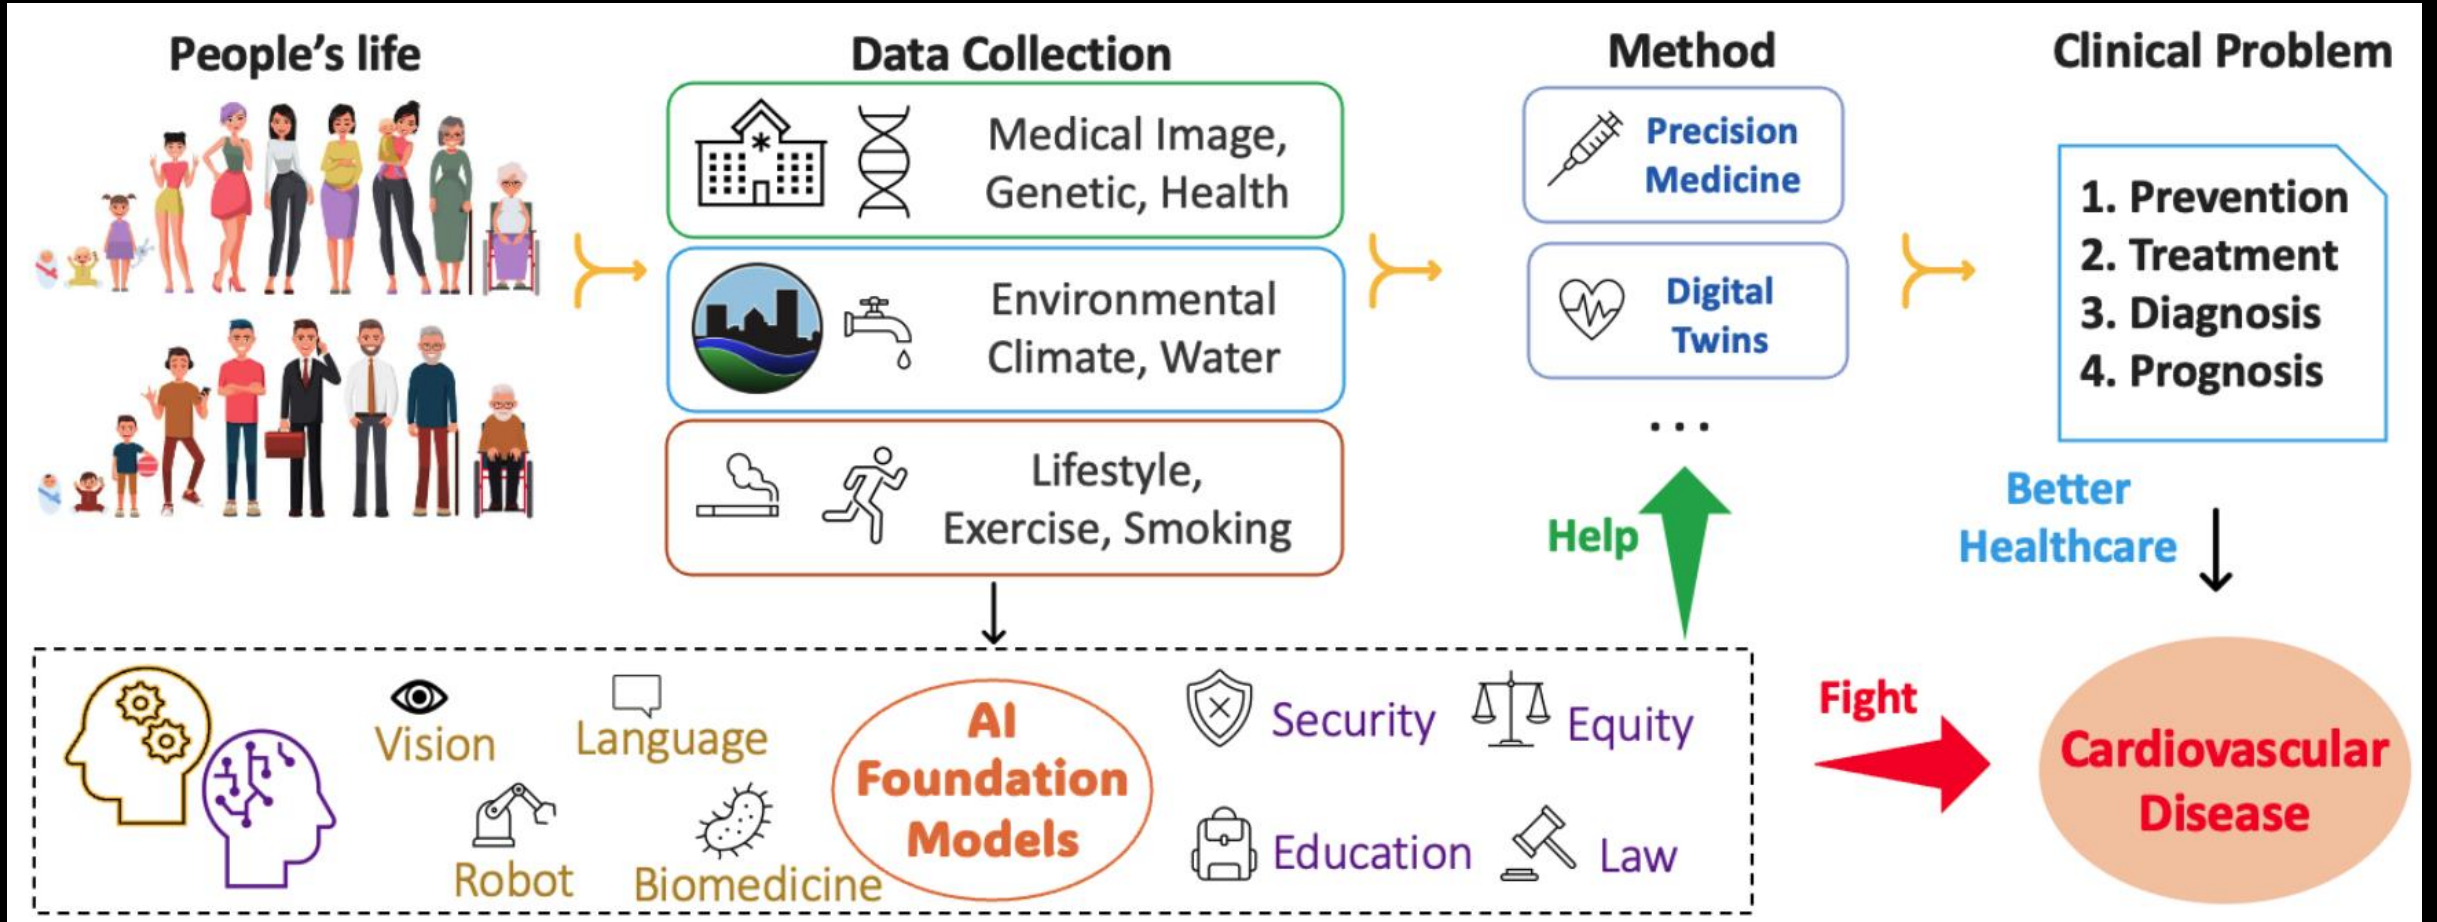 People's life
Data Collection
Medical Image,
Genetic, Health
Environmental
Climate, Water
Lifestyle,
Exercise, Smoking
Method
Precision
Medicine
Digital
Twins
...
Help
Clinical Problem
1. Prevention
2. Treatment
3. Diagnosis
4. Prognosis
Better
Healthcare
Vision
Language
Robot
Biomedicine
AI
Foundation
Models
Security
Equity
Education
Law
Fight
Cardiovascular
Disease